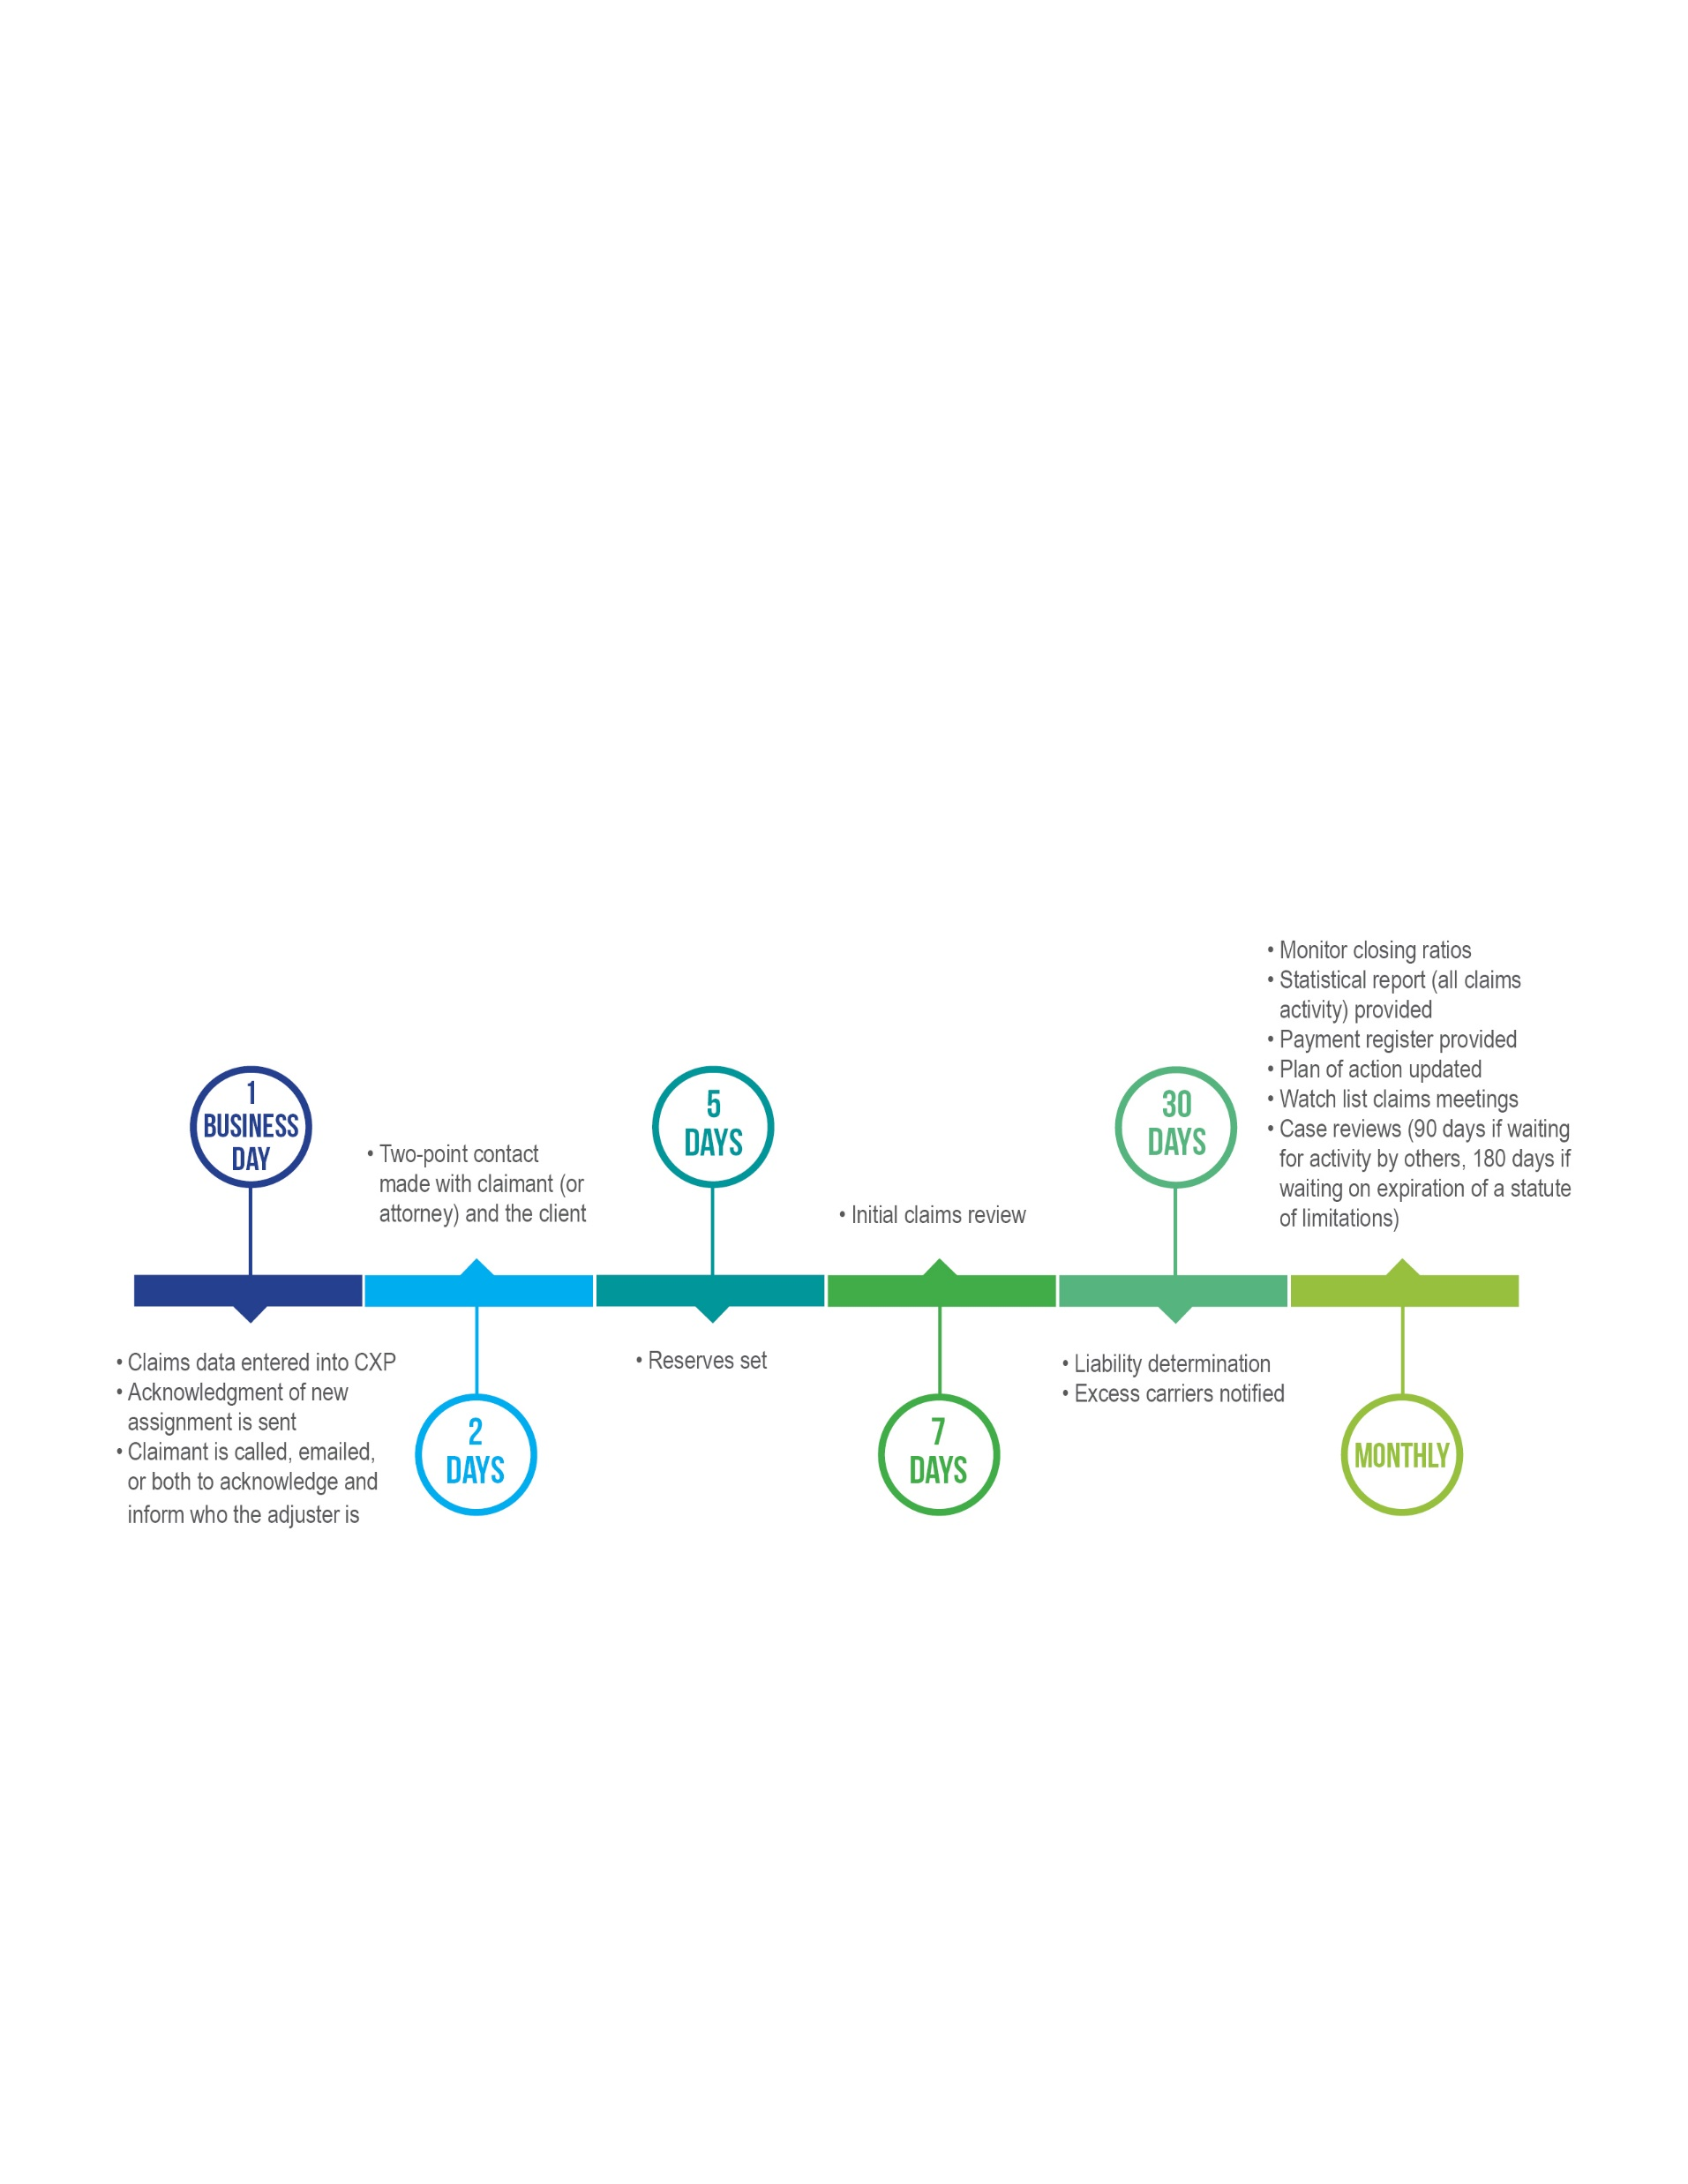 1
BUSINESS
DAY
• Claims data entered into CXP
• Acknowledgment of new
assignment is sent
• Claimant is called, emailed,
or both to acknowledge and
inform who the adjuster is
• Two-point contact
made with claimant (or
attorney) and the client
2
DAYS
5
DAYS
• Reserves set
• Initial claims review
7
DAYS
30
DAYS
• Liability determination
• Excess carriers notified
• Monitor closing ratios
• Statistical report (all claims
activity) provided
• Payment register provided
• Plan of action updated
• Watch list claims meetings
• Case reviews (90 days if waiting
for activity by others, 180 days if
waiting on expiration of a statute
of limitations)
MONTHLY